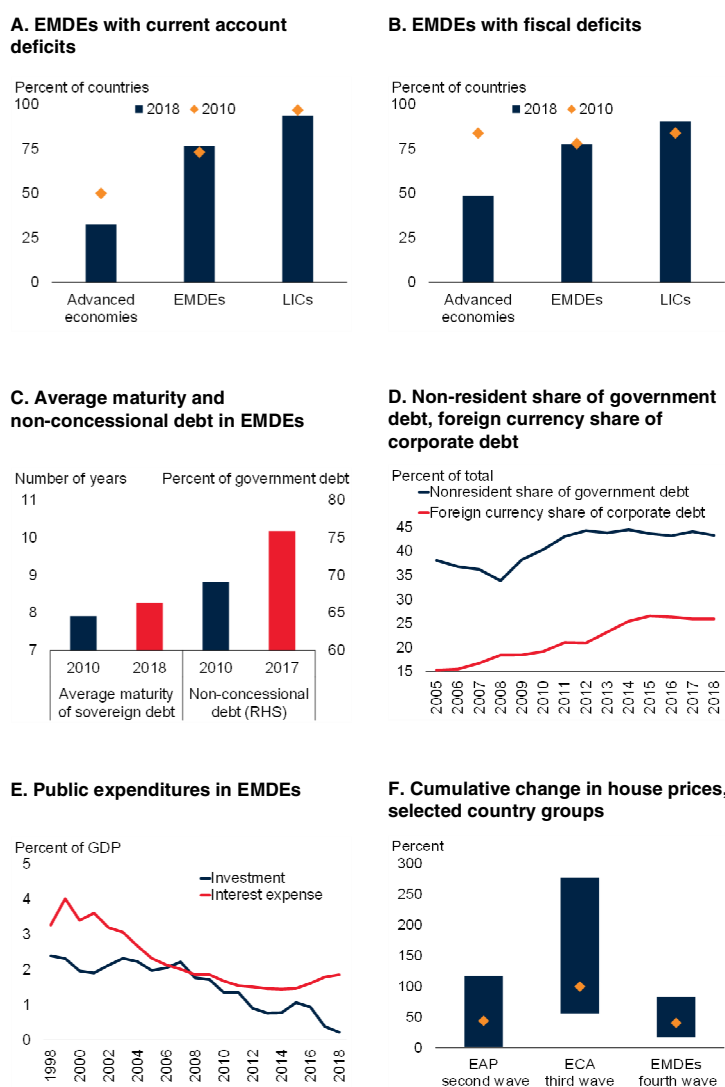 A. EMDEs with current account
deficits
Percent of countries
100
75
50
25
0
2018 2010
Advanced
economies
EMDEs
LICs
B. EMDEs with fiscal deficits
Percent of countries
100
75
50
25
0
2018 2010
Advanced
economies
EMDEs
LICs
C. Average maturity and
non-concessional debt in EMDEs
Number of years
Percent of government debt
11
10
9
8
7
80
75
70
65
60
2010 2018 2010 2017
Average maturity
of sovereign debt
Non-concessional
debt (RHS)
D. Non-resident share of government
debt, foreign currency share of
corporate debt
Percent of total
Nonresident share of government debt
Foreign currency share of corporate debt
45
40
35
30
25
20
15
2005
2006
2007
2008
2009
2010
2011
2012
2013
2014
2015
2016
2017
2018
E. Public expenditures in EMDEs
Percent of GDP
5
4
3
2
1
0
Investment
Interest expense
1998
2000
2002
2004
2006
2008
2010
2012
2014
2016
2018
F. Cumulative change in house prices,
selected country groups
Percent
300
250
200
150
100
50
0
EAP
second wave
ECA
third wave
EMDEs
fourth wave